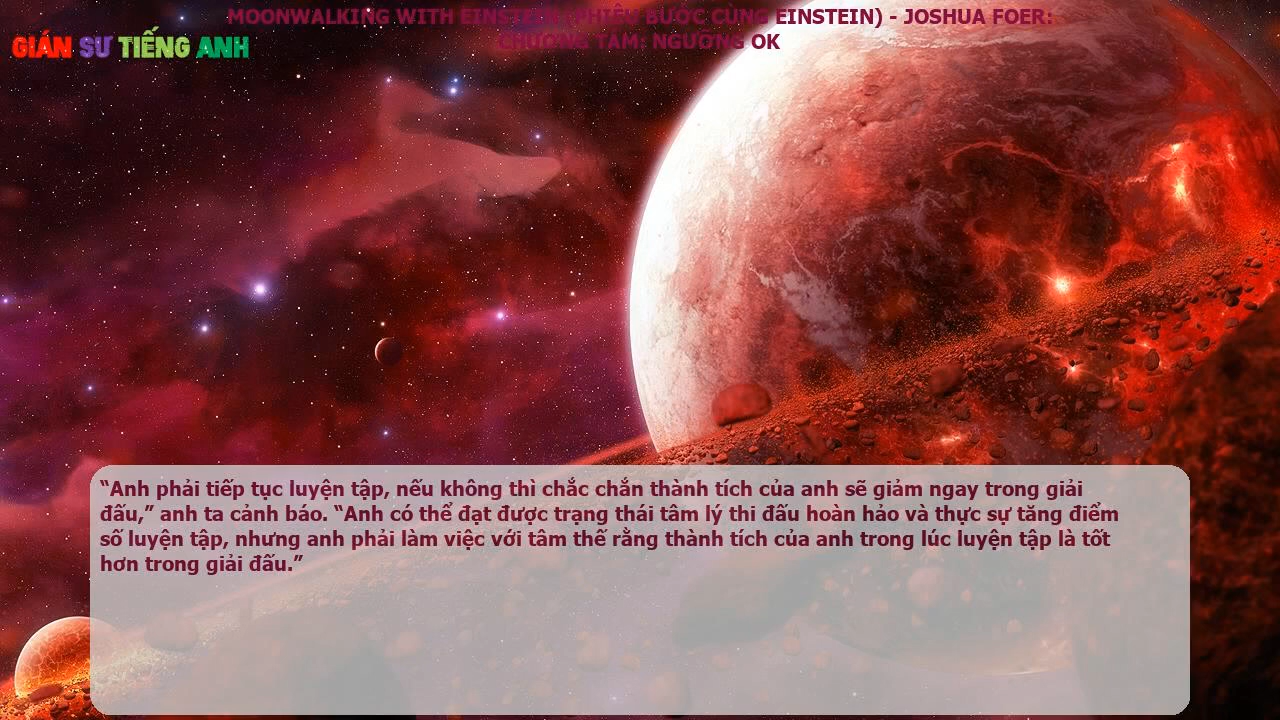 MOONWALKING WITH EINSTEIN (PHIÊU BƯỚC CÙNG EINSTEIN) - JOSHUA FOER:
CHƯƠNG TÁM: NGƯỠNG OK
GIÁN SƯ TIẾNG ANH
“Anh phải tiếp tục luyện tập, nếu không thì chắc chắn thành tích của anh sẽ giảm ngay trong giải
đấu,” anh ta cảnh báo. “Anh có thể đạt được trạng thái tâm lý thi đấu hoàn hảo và thực sự tăng điểm
số luyện tập, nhưng anh phải làm việc với tâm thế rằng thành tích của anh trong lúc luyện tập là tốt
hơn trong giải đấu.”